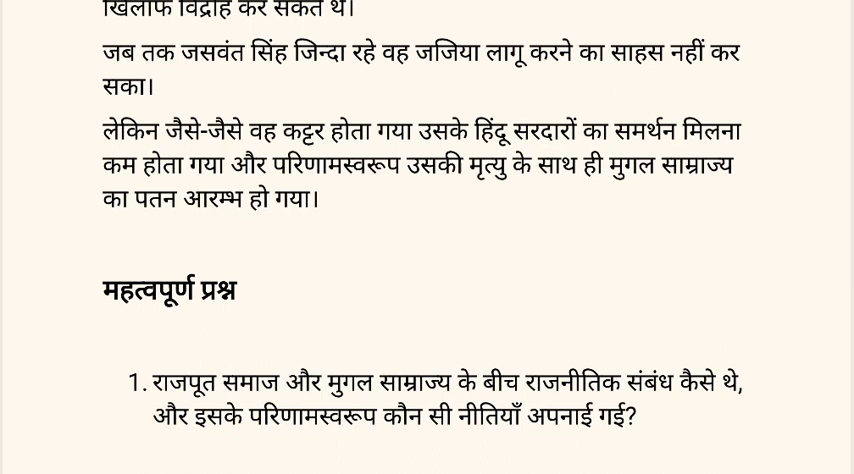 खिलाफ विद्रोह कर सकते थे।
जब तक जसवंत सिंह जिन्दा रहे वह जजिया लागू करने का साहस नहीं कर
सका।
लेकिन जैसे-जैसे वह कट्टर होता गया उसके हिंदू सरदारों का समर्थन मिलना
कम होता गया और परिणामस्वरूप उसकी मृत्यु के साथ ही मुगल साम्राज्य
का पतन आरम्भ हो गया।
महत्वपूर्ण प्रश्न
1. राजपूत समाज और मुगल साम्राज्य के बीच राजनीतिक संबंध कैसे थे,
और इसके परिणामस्वरूप कौन सी नीतियाँ अपनाई गई?